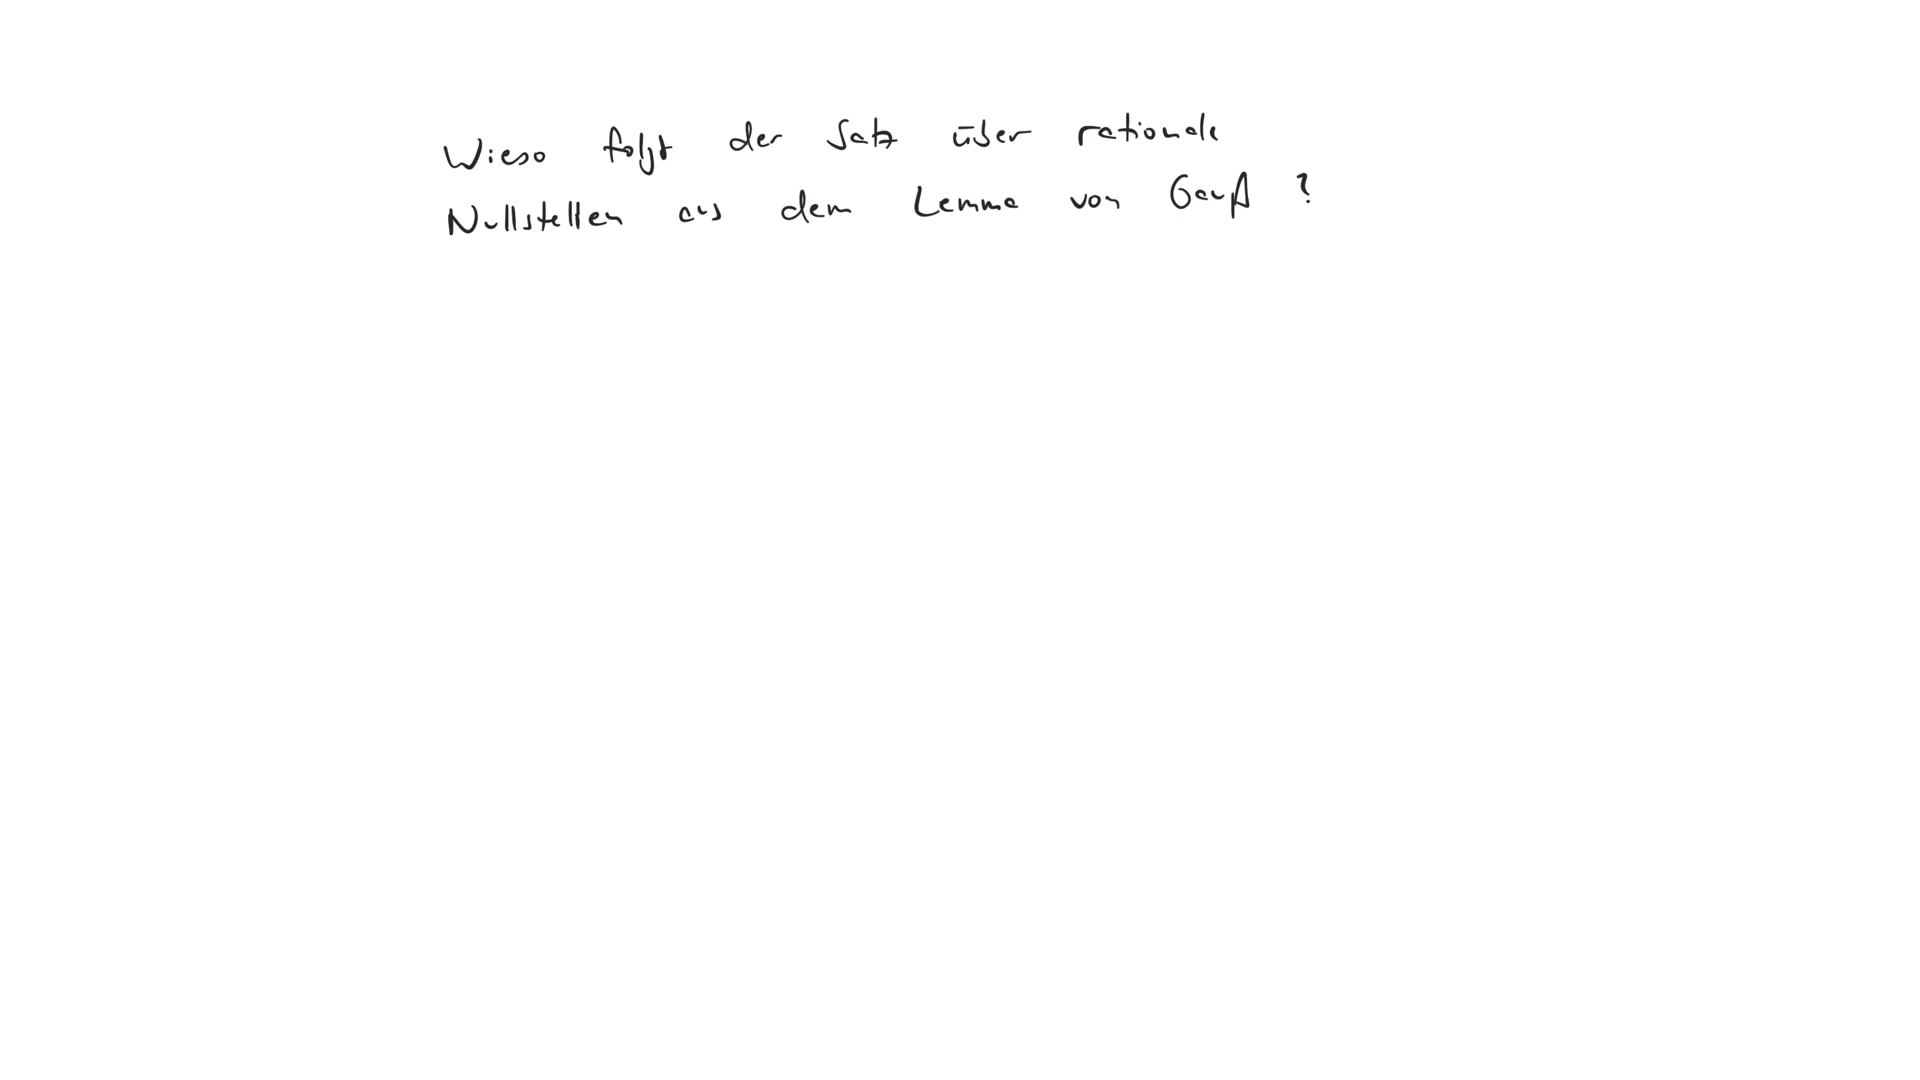 Wieso folgt der Satz über rationale
Nullstellen aus dem Lemma von Gauß ?